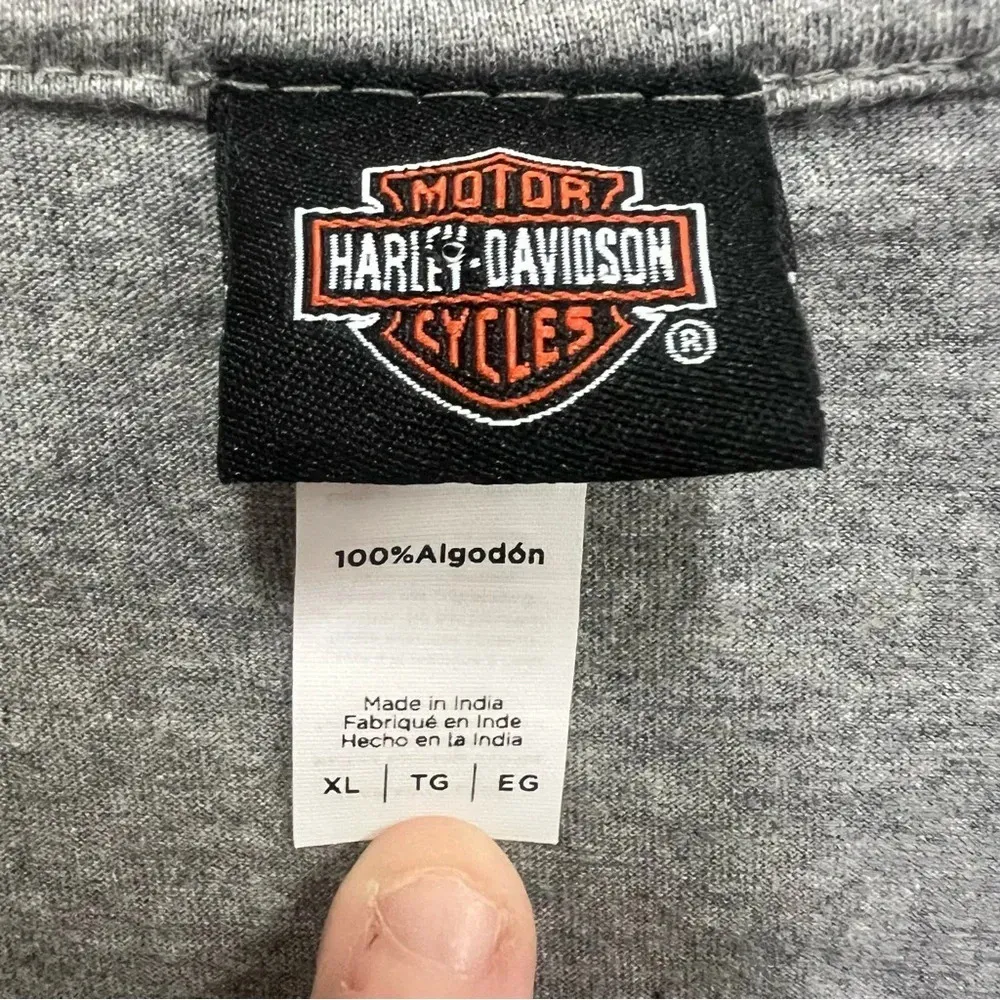 MOTOR
HARLEY-DAVIDSON
CYCLES
®
100%Algodón
Made in India
Fabriqué en Inde
Hecho en la India
XL | TG | EG